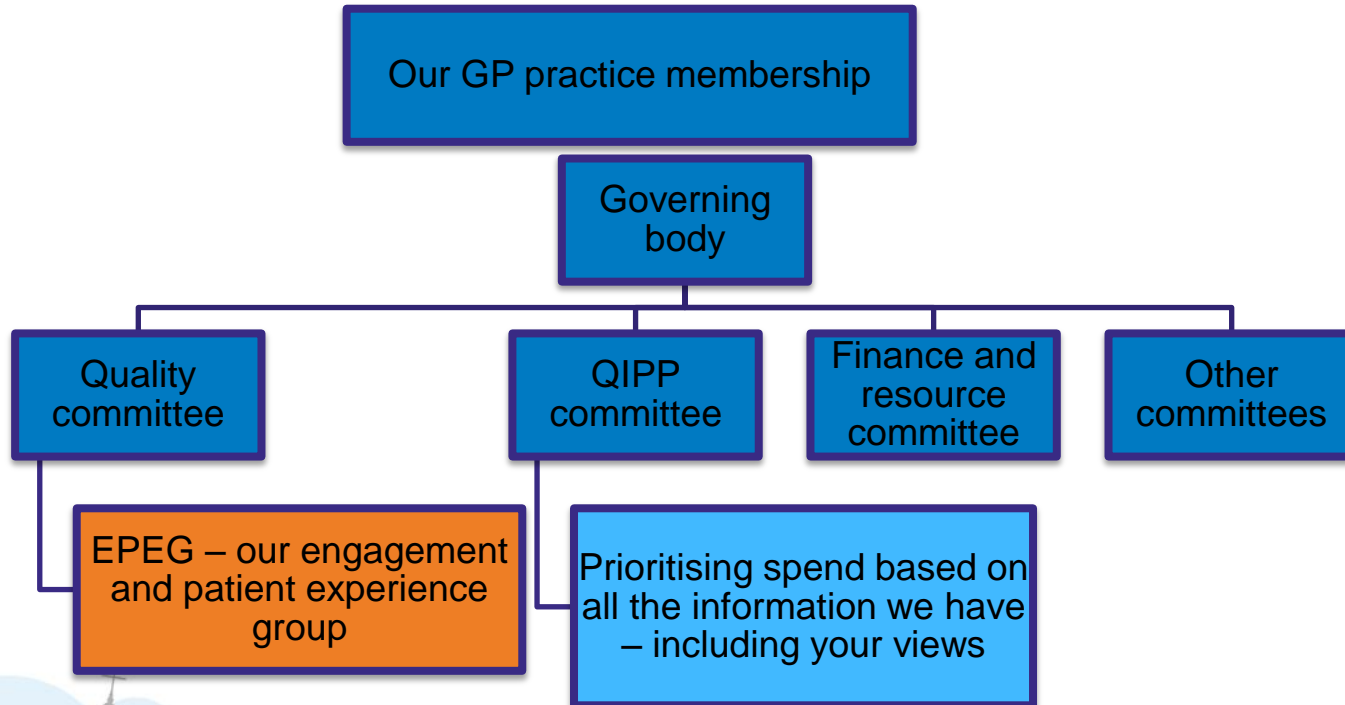 Our GP practice membership
Governing
body
Quality
committee
QIPP
committee
Finance and
resource
committee
Other
committees
EPEG – our engagement
and patient experience
group
Prioritising spend based on
all the information we have
– including your views